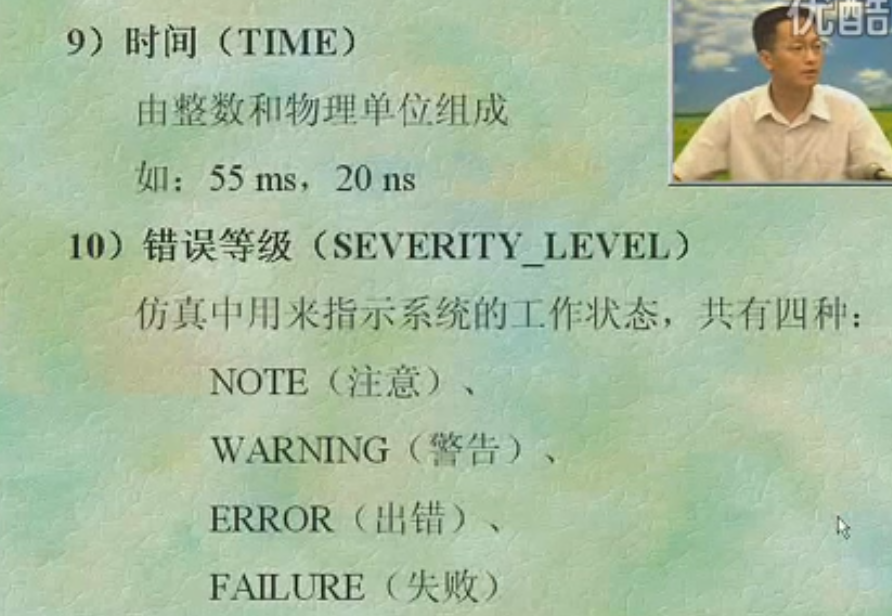 优酷
9）时间（TIME）
由整数和物理单位组成
如：55 ms，20 ns
10）错误等级（SEVERITY_LEVEL）
仿真中用来指示系统的工作状态，共有四种：
NOTE（注意）、
WARNING（警告）、
ERROR（出错）、
FAILURE（失败）